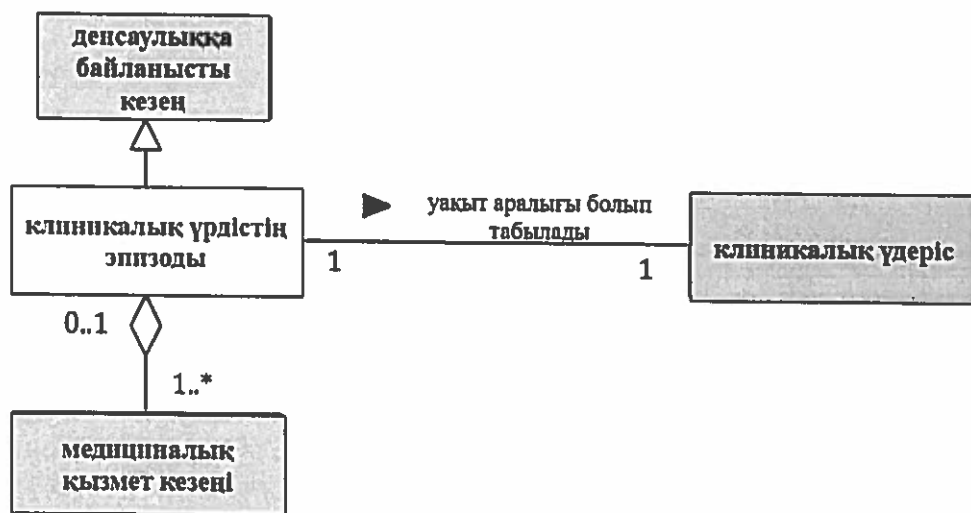 денсаулыққа
байланысты
кезең
клиникалық үрдістің
эпизоды
уақыт аралығы болып
табылады
1
1
клиникалық үдеріс
0..1
1..*
медициналық
қызмет кезеңі